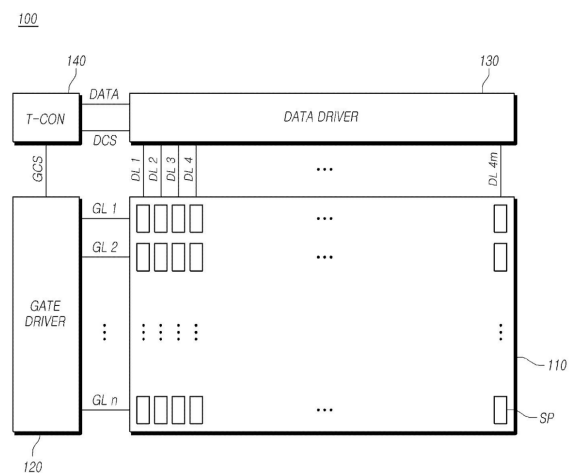 100
140
130
T-CON
DATA
DCS
DATA DRIVER
GCS
DL 1
DL 2
DL 3
DL 4
DL 4m
...
GL 1
...
GL 2
...
GATE
DRIVER
110
GL n
...
SP
120